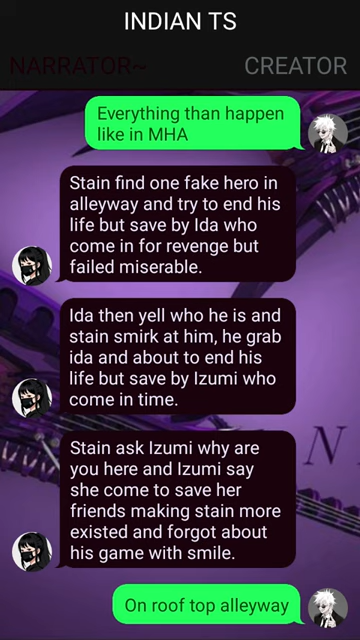 INDIAN TS
NARRATOR~ CREATOR
Everything than happen
like in MHA
Stain find one fake hero in
alleyway and try to end his
life but save by Ida who
come in for revenge but
failed miserable.
Ida then yell who he is and
stain smirk at him, he grab
ida and about to end his
life but save by Izumi who
come in time.
Stain ask Izumi why are
you here and Izumi say
she come to save her
friends making stain more
existed and forgot about
his game with smile.
On roof top alleyway